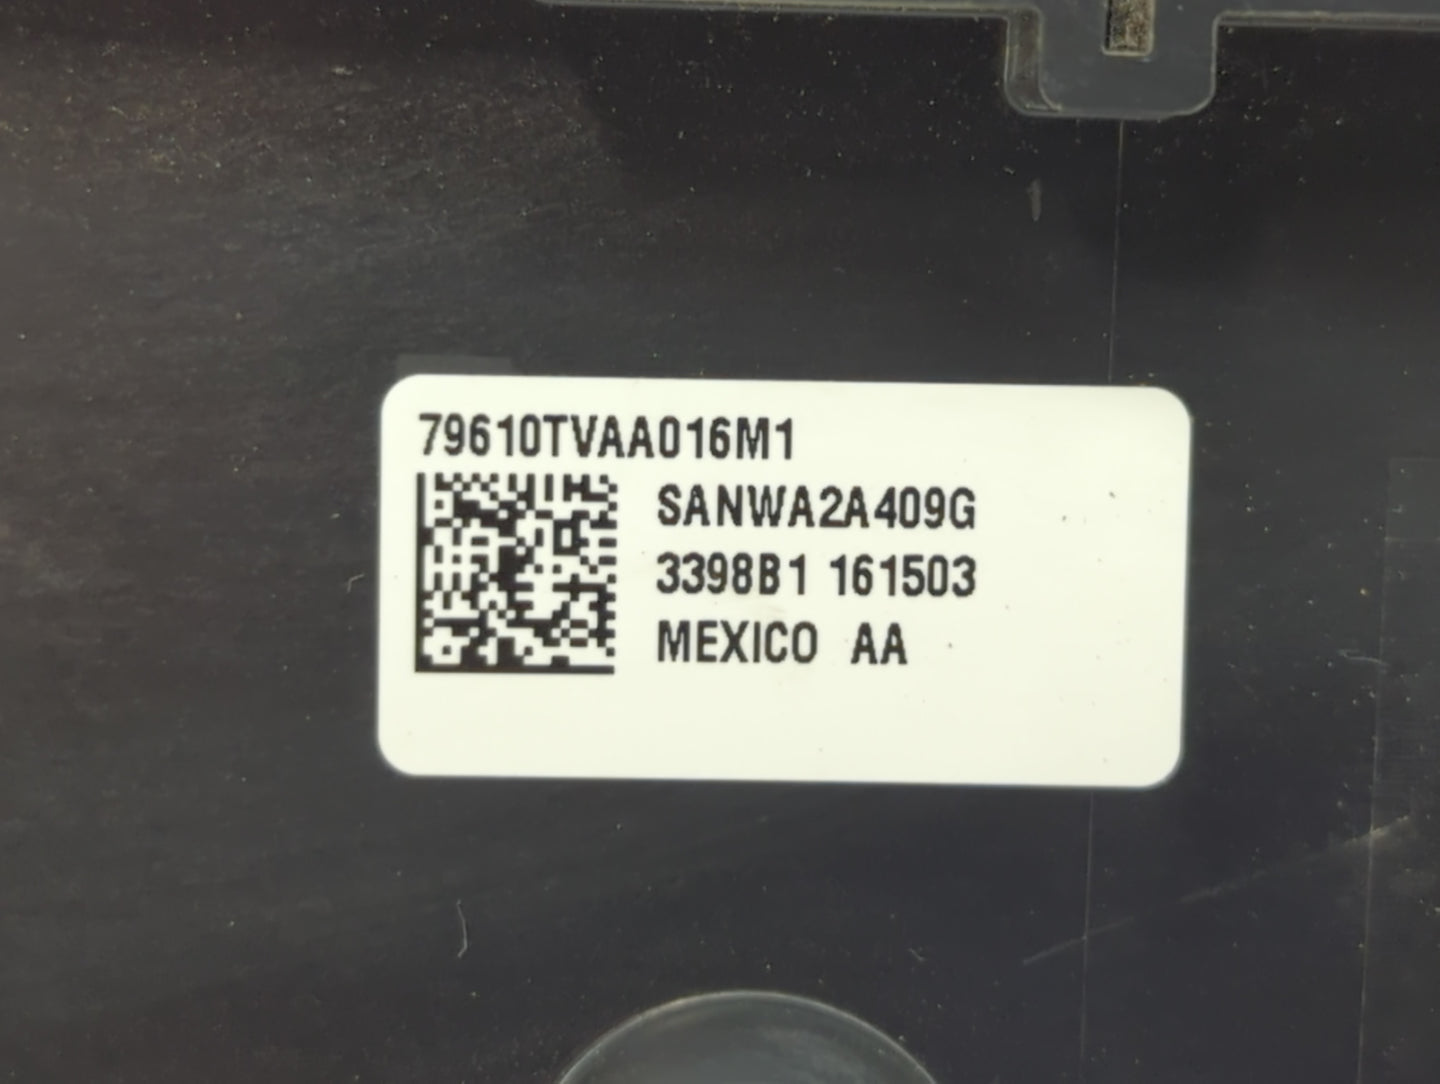 79610TVAA016M1
SANWA2A409G
3398B1 161503
MEXICO AA